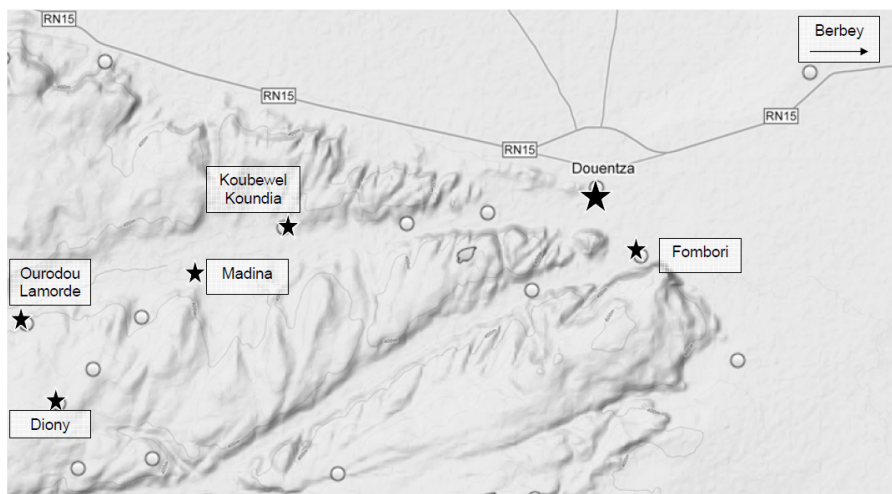 RN15
Berbey
RN15
RN15
RN15
Douentza
Koubewel
Koundia
Fombori
Ourodou
Lamorde
Madina
Diony